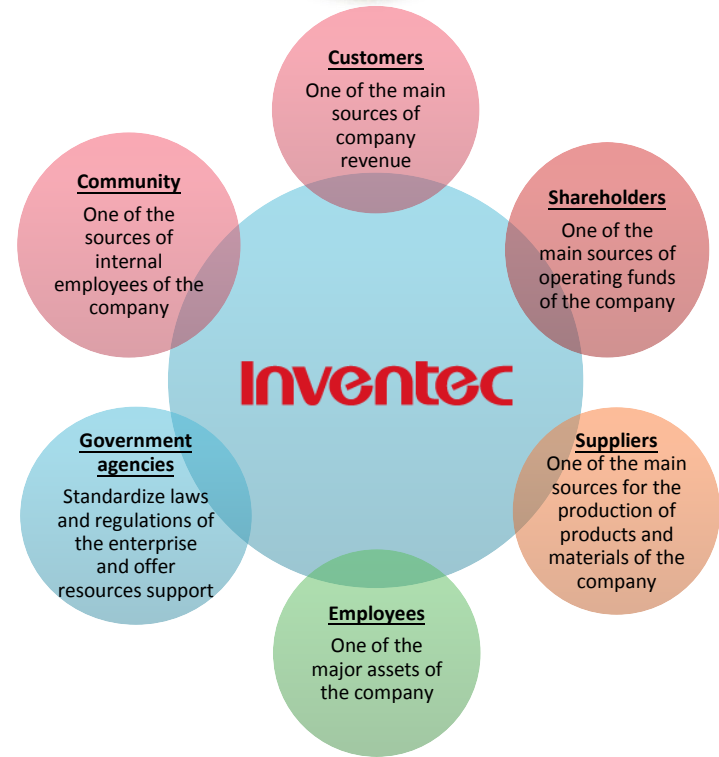 Customers
One of the main
sources of
company
revenue
Community
One of the
sources of
internal
employees of the
company
Shareholders
One of the
main sources of
operating funds
of the company
Inventec
Government
agencies
Standardize laws
and regulations of
the enterprise
and offer
resources support
Suppliers
One of the main
sources for the
production of
products and
materials of the
company
Employees
One of the
major assets of
the company